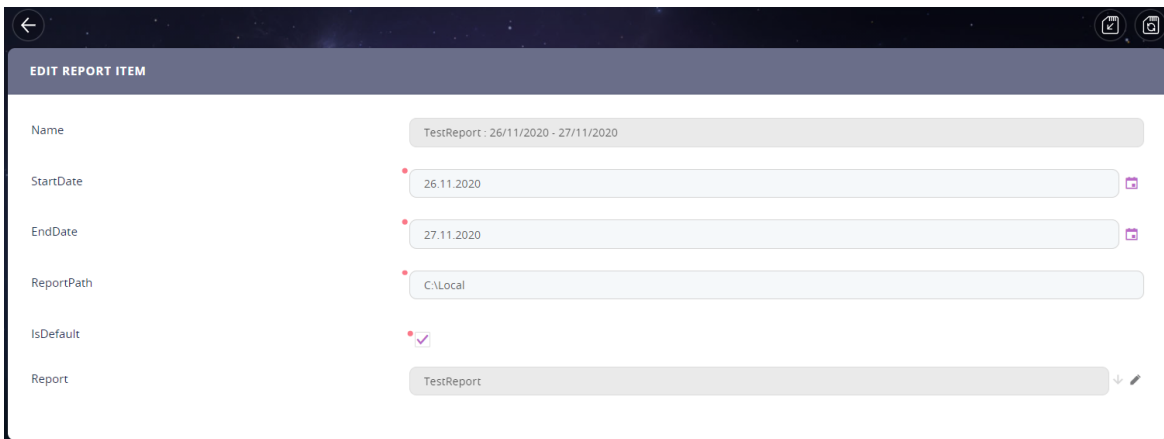 EDIT REPORT ITEM
Name
TestReport : 26/11/2020 - 27/11/2020
StartDate
26.11.2020
EndDate
27.11.2020
ReportPath
C:\Local
IsDefault
Report
TestReport